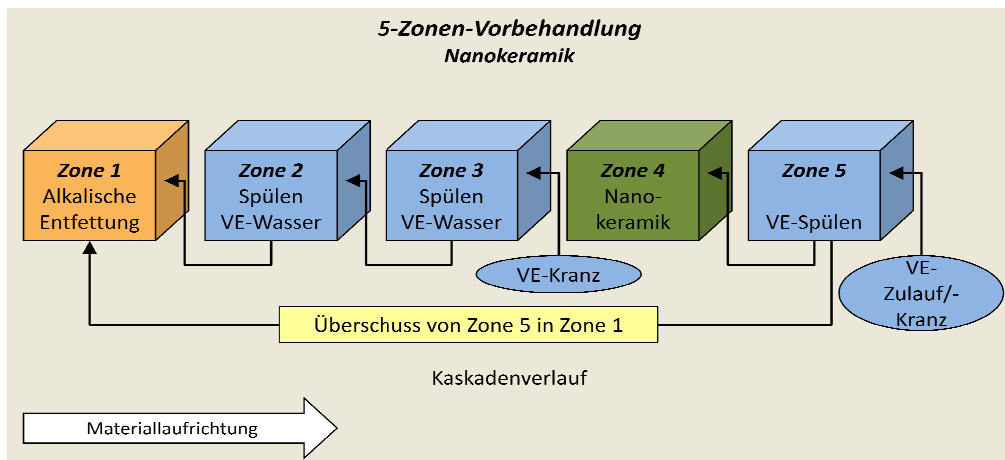 5-Zonen-Vorbehandlung
Nanokeramik
Zone 1
Alkalische
Entfettung
Zone 2
Spülen
VE-Wasser
Zone 3
Spülen
VE-Wasser
Zone 4
Nano-
keramik
Zone 5
VE-Spülen
VE-Kranz
VE-
Zulauf/-
Kranz
Überschuss von Zone 5 in Zone 1
Kaskadenverlauf
Materiallaufrichtung